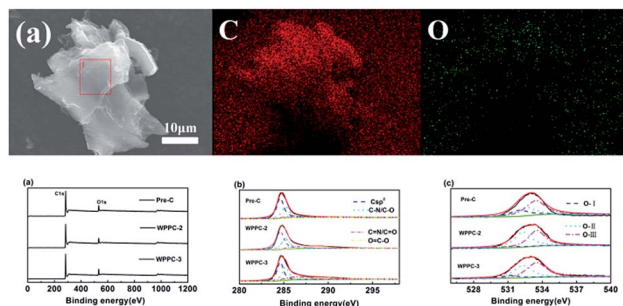 (a)
C
O
10μm
(a)
C1s
O1s
Pre-C
WPPC-2
WPPC-3
0 200 400 600 800 1000 1200
Binding energy(eV)
(b)
Pre-C
Csp²
C-N/C-O
WPPC-2
C=N/C=O
O=C-O
WPPC-3
280 285 290 295
Binding energy(eV)
(c)
Pre-C
O-I
WPPC-2
O-II
O-III
WPPC-3
528 531 534 537 540
Binding energy(eV)